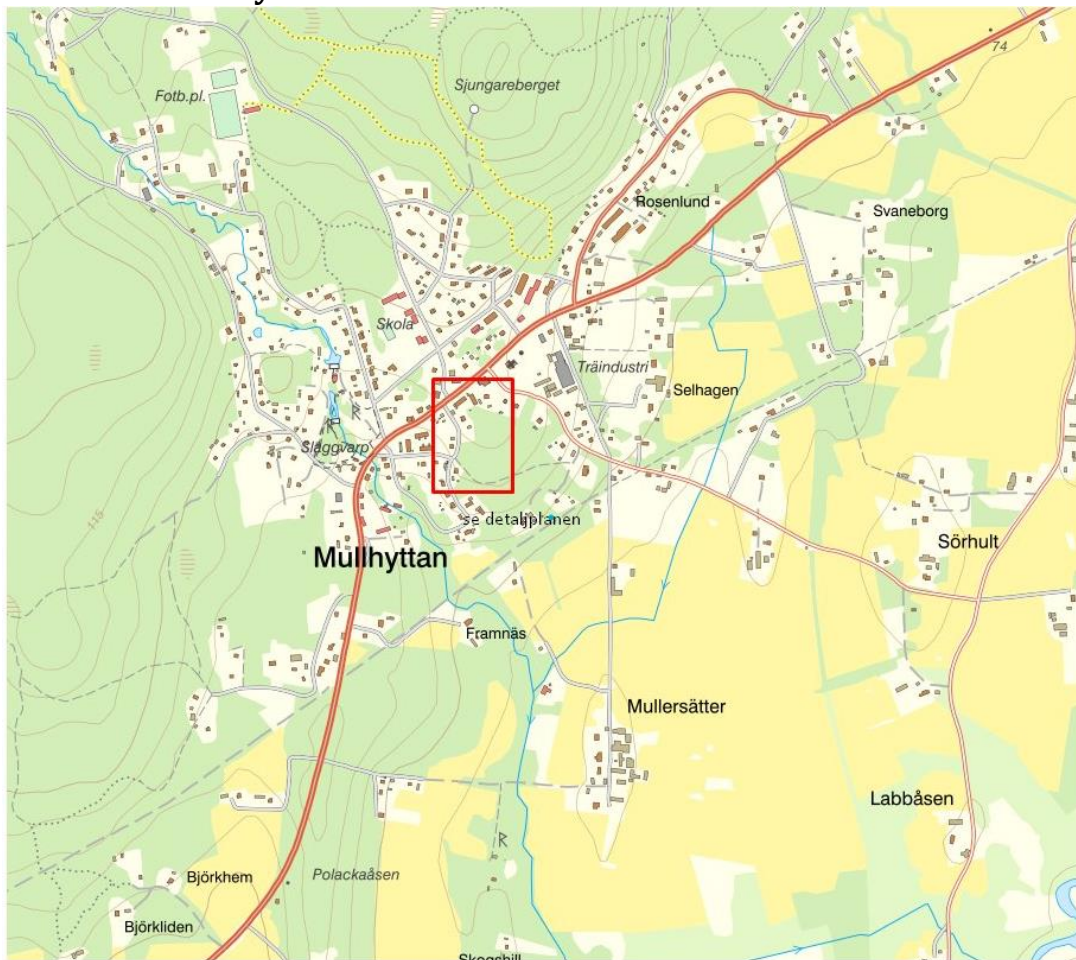 74
Sjungareberget
Fotb.pl.
Rosenlund
Svaneborg
Skola
Träindustri
Selhagen
Slaggvarp
115
se detaljplanen
Mullhyttan
Sörhult
Framnäs
Mullersätter
Labbåsen
Polackaåsen
Björkhem
Björkliden